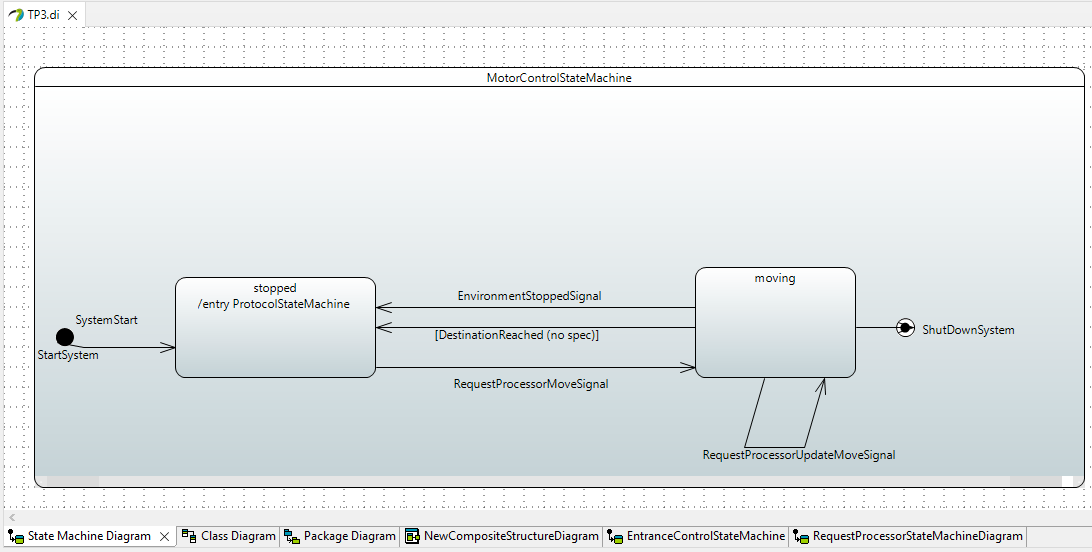 TP3.di
MotorControlStateMachine
stopped
/entry ProtocolStateMachine
moving
EnvironmentStoppedSignal
SystemStart
StartSystem
[DestinationReached (no spec)]
ShutDownSystem
RequestProcessorMoveSignal
RequestProcessorUpdateMoveSignal
State Machine Diagram
Class Diagram
Package Diagram
NewCompositeStructureDiagram
EntranceControlStateMachine
RequestProcessorStateMachineDiagram